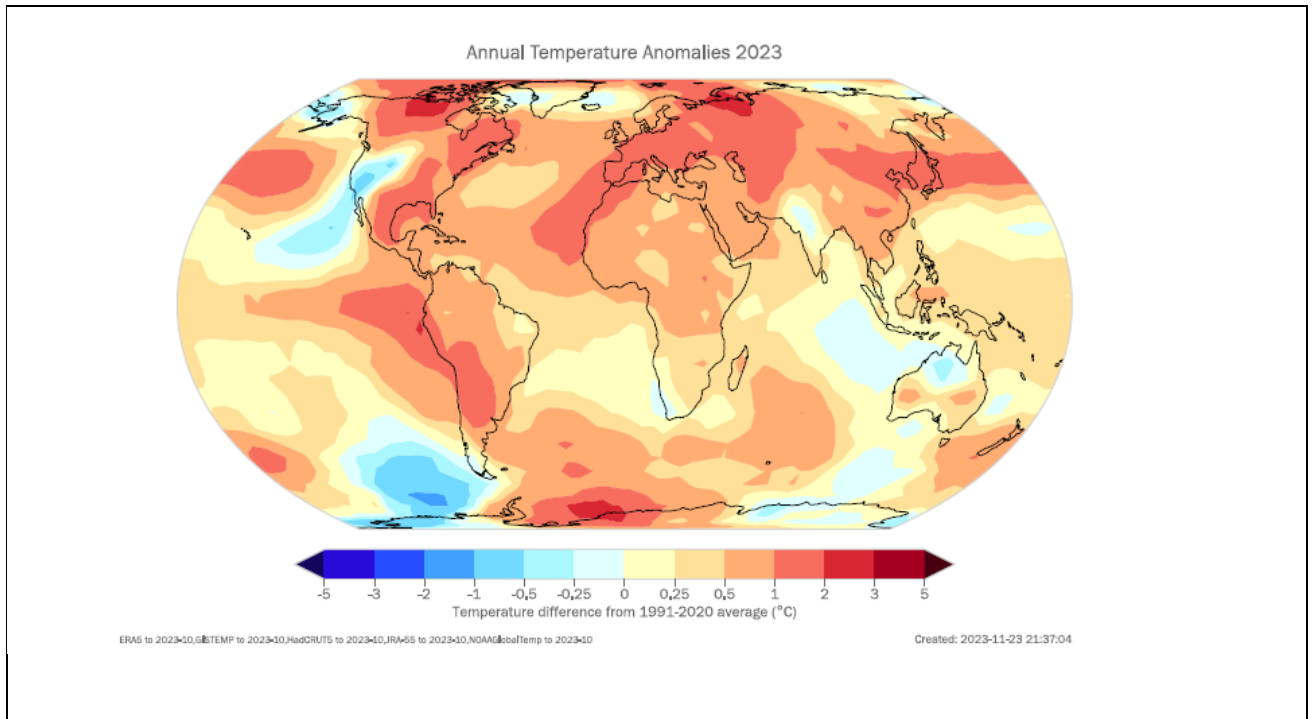 Annual Temperature Anomalies 2023
-5 -3 -2 -1 -0.5 -0.25 0 0.25 0.5 1 2 3 5
Temperature difference from 1991-2020 average (°C)
ERA5 to 2023-10,GISTEMP to 2023-10,HadCRUT5 to 2023-10,JRA-55 to 2023-10,NOAAGlobalTemp to 2023-10
Created: 2023-11-23 21:37:04